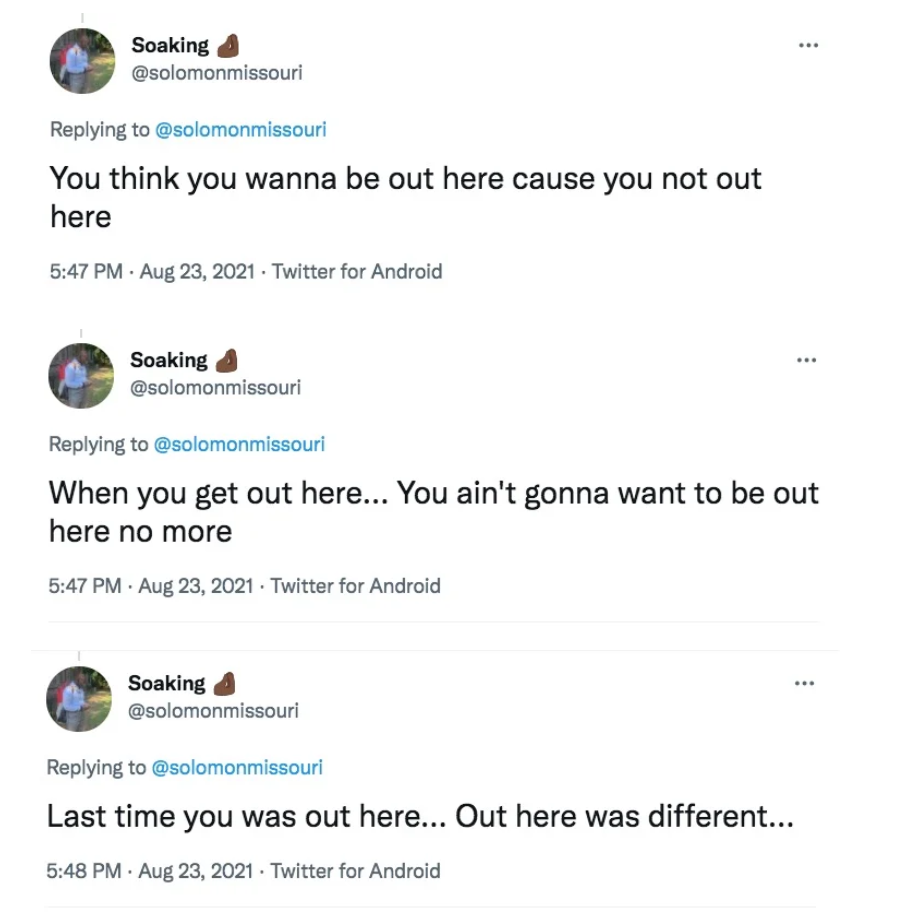 Soaking 🤌🏿
@solomonmissouri
Replying to @solomonmissouri
You think you wanna be out here cause you not out
here
5:47 PM · Aug 23, 2021 · Twitter for Android
Soaking 🤌🏿
@solomonmissouri
Replying to @solomonmissouri
When you get out here... You ain't gonna want to be out
here no more
5:47 PM · Aug 23, 2021 · Twitter for Android
Soaking 🤌🏿
@solomonmissouri
Replying to @solomonmissouri
Last time you was out here... Out here was different...
5:48 PM · Aug 23, 2021 · Twitter for Android